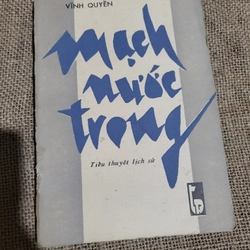 VĨNH QUYỀN
mạch
nước
trong
Tiểu thuyết lịch sử